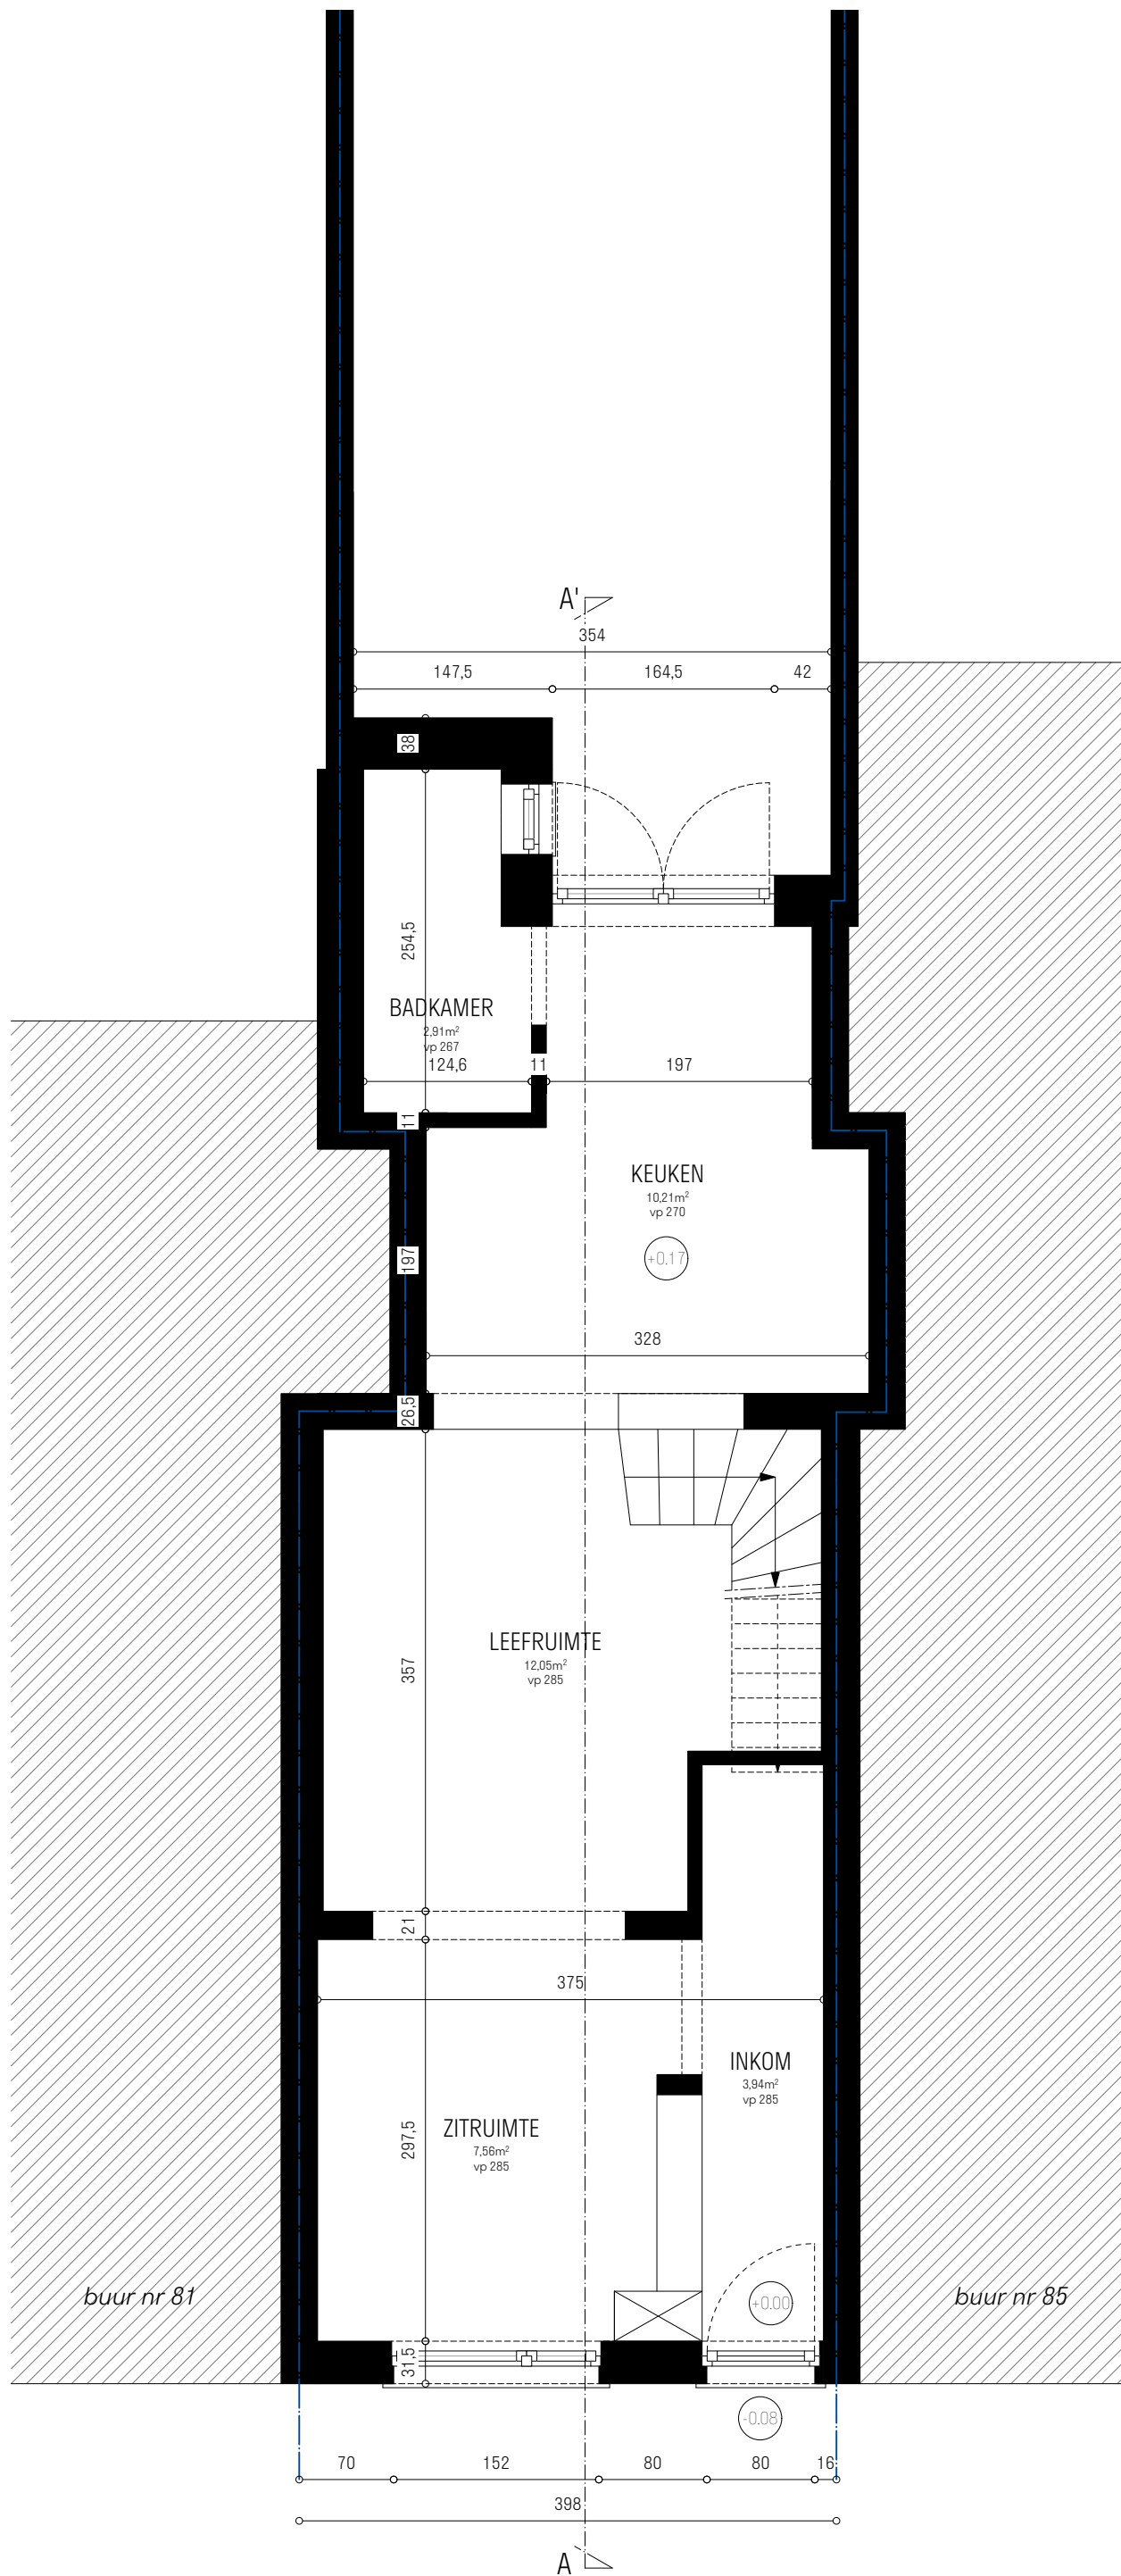 A'
354
147,5 164,5 42
38
254,5
BADKAMER
2,91m²
vp 267
124,6 11 197
11
KEUKEN
10,21m²
vp 270
+0.17
197
328
26,5
LEEFRUIMTE
12,05m²
vp 285
357
21
375
INKOM
3,94m²
vp 285
ZITRUIMTE
7,56m²
vp 285
297,5
buur nr 81
buur nr 85
+0.00
31,5
-0.08
70 152 80 80 16
398
A